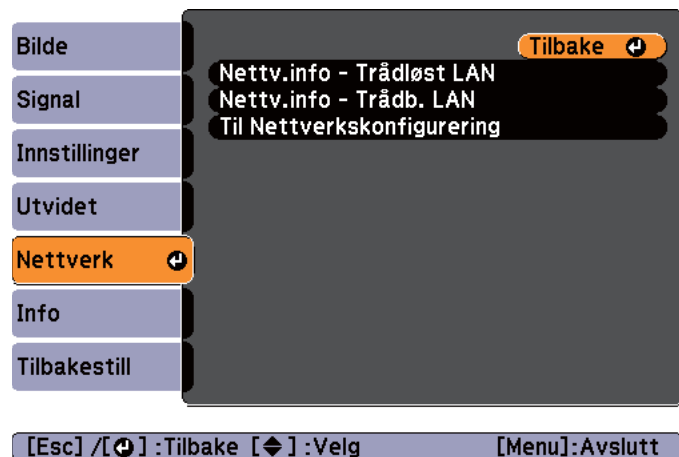 Bilde
Signal
Innstillinger
Utvidet
Nettverk
Info
Tilbakestill
Tilbake
Nettv.info - Trådløst LAN
Nettv.info - Trådb. LAN
Til Nettverkskonfigurering
[Esc] /[⏎] :Tilbake [◆] :Velg [Menu]:Avslutt